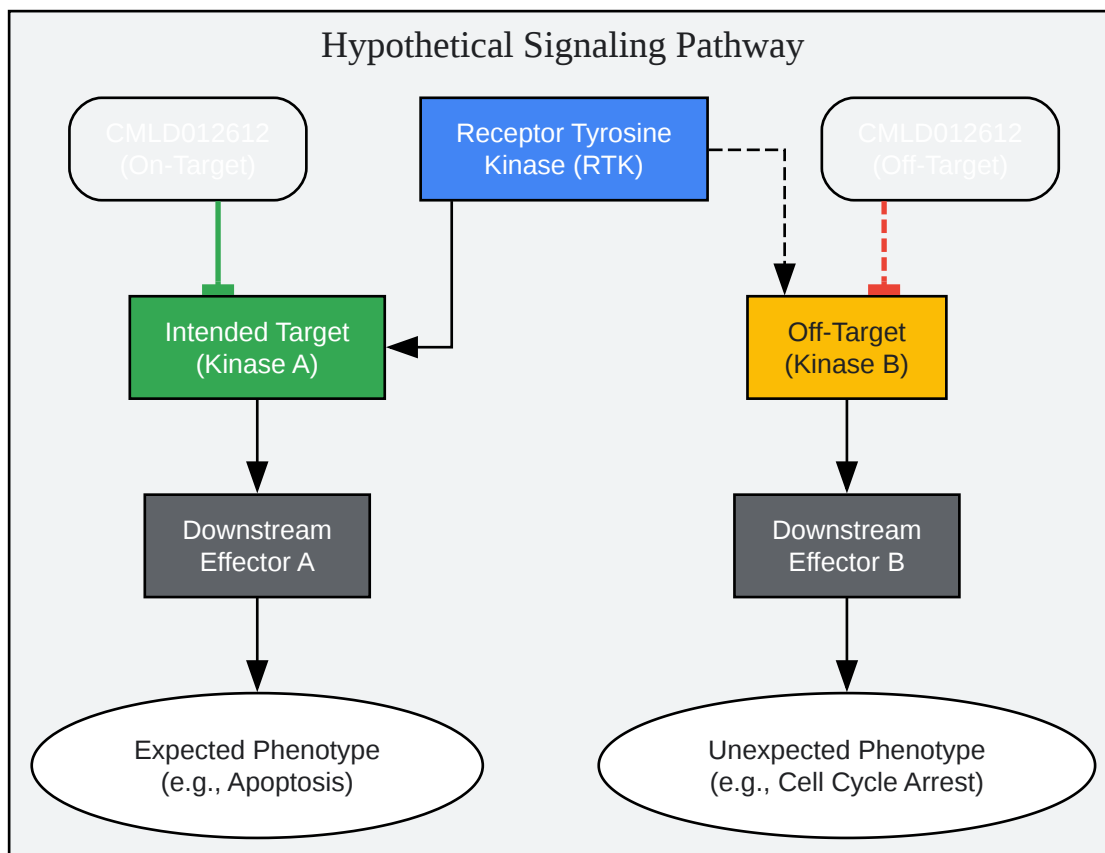 Hypothetical Signaling Pathway
CMLD012612
(On-Target)
Receptor Tyrosine
Kinase (RTK)
CMLD012612
(Off-Target)
Intended Target
(Kinase A)
Off-Target
(Kinase B)
Downstream
Effector A
Downstream
Effector B
Expected Phenotype
(e.g., Apoptosis)
Unexpected Phenotype
(e.g., Cell Cycle Arrest)